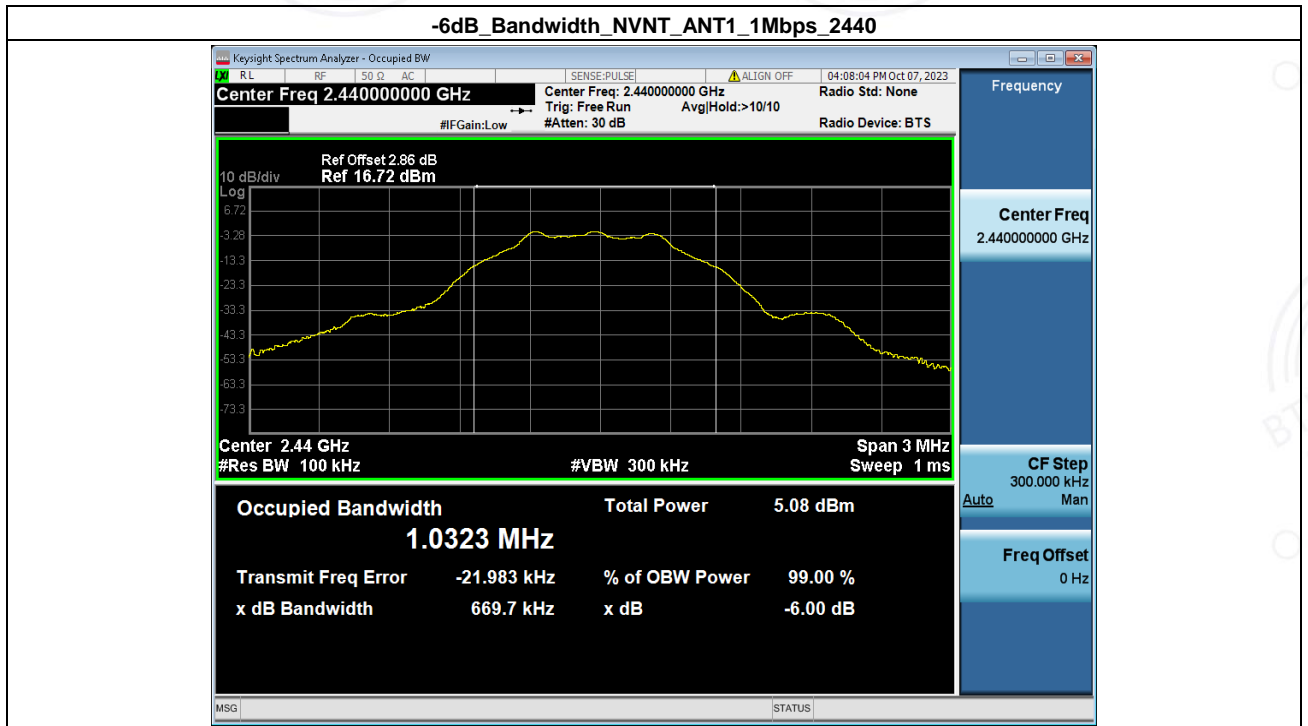 -6dB_Bandwidth_NVNT_ANT1_1Mbps_2440
Keysight Spectrum Analyzer - Occupied BW
LXI RL RF 50 Ω AC SENSE:PULSE ALIGN OFF 04:08:04 PM Oct 07, 2023
Center Freq 2.440000000 GHz
Center Freq: 2.440000000 GHz
Radio Std: None
Trig: Free Run Avg|Hold:>10/10
#IFGain:Low #Atten: 30 dB Radio Device: BTS
Ref Offset 2.86 dB
10 dB/div Ref 16.72 dBm
Log
6.72
-3.28
-13.3
-23.3
-33.3
-43.3
-53.3
-63.3
-73.3
Center 2.44 GHz Span 3 MHz
#Res BW 100 kHz #VBW 300 kHz Sweep 1 ms
Occupied Bandwidth Total Power 5.08 dBm
1.0323 MHz
Transmit Freq Error -21.983 kHz % of OBW Power 99.00 %
x dB Bandwidth 669.7 kHz x dB -6.00 dB
MSG STATUS
Frequency
Center Freq
2.440000000 GHz
CF Step
300.000 kHz
Auto Man
Freq Offset
0 Hz